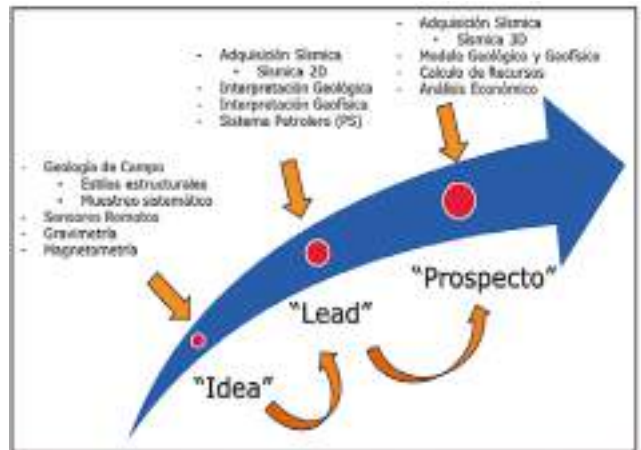 - Geología de Campo
• Estilos estructurales
• Muestreo sistemático
- Sensores Remotos
- Gravimetría
- Magnetometría
- Adquisición Sísmica
• Sísmica 2D
- Interpretación Geológica
- Interpretación Geofísica
- Sistema Petrolero (PS)
- Adquisición Sísmica
• Sísmica 3D
- Modelo Geológico y Geofísico
- Calculo de Recursos
- Análisis Económico
"Idea"
"Lead"
"Prospecto"